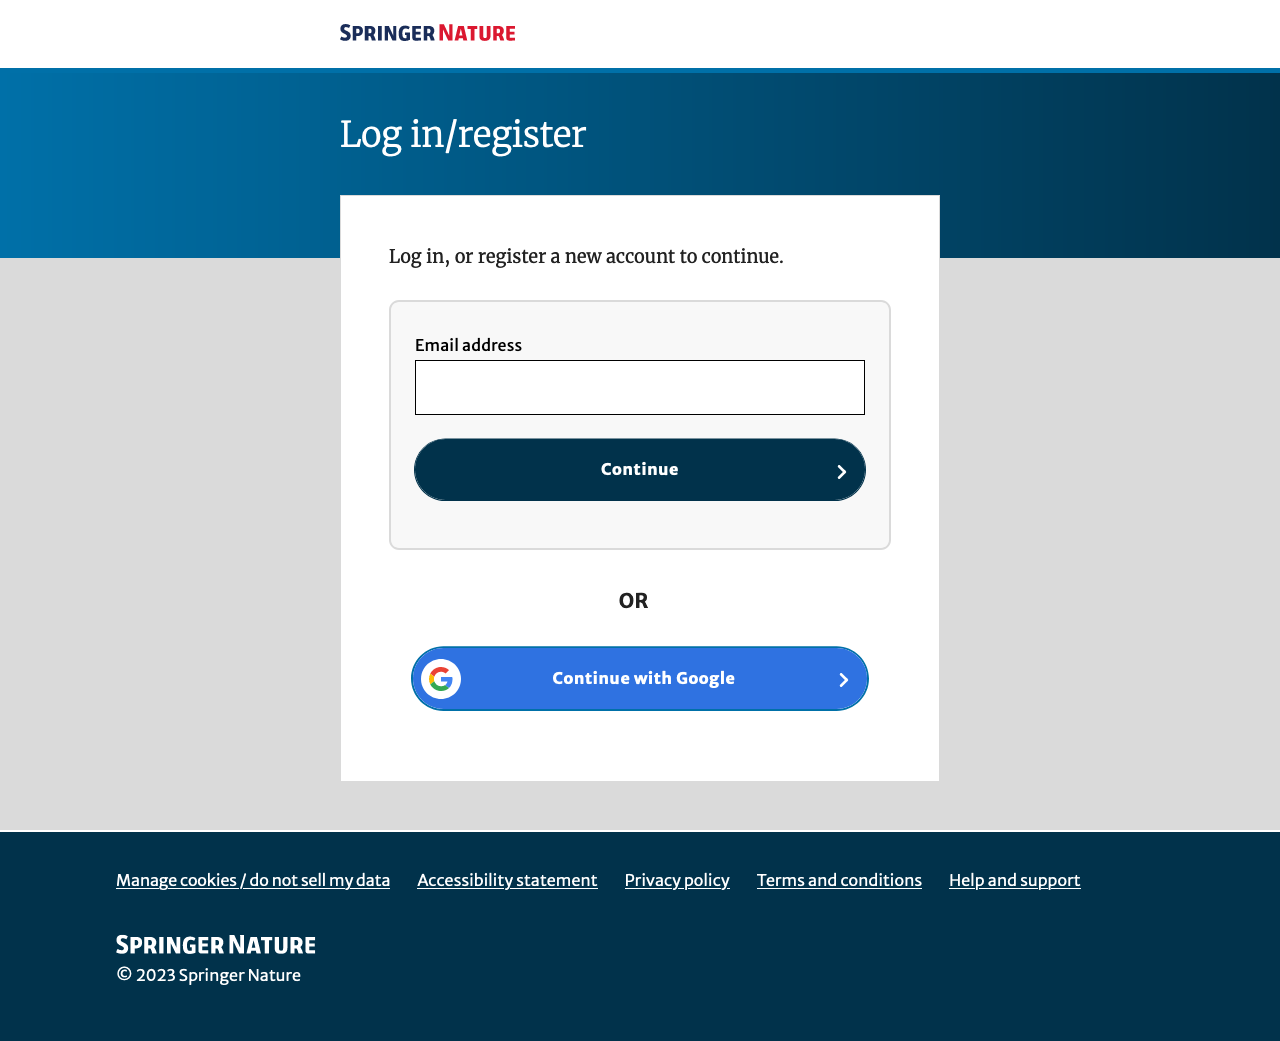 SPRINGER NATURE
Log in/register
Log in, or register a new account to continue.
Email address
Continue
OR
Continue with Google
Manage cookies / do not sell my data Accessibility statement Privacy policy Terms and conditions Help and support
SPRINGER NATURE
© 2023 Springer Nature